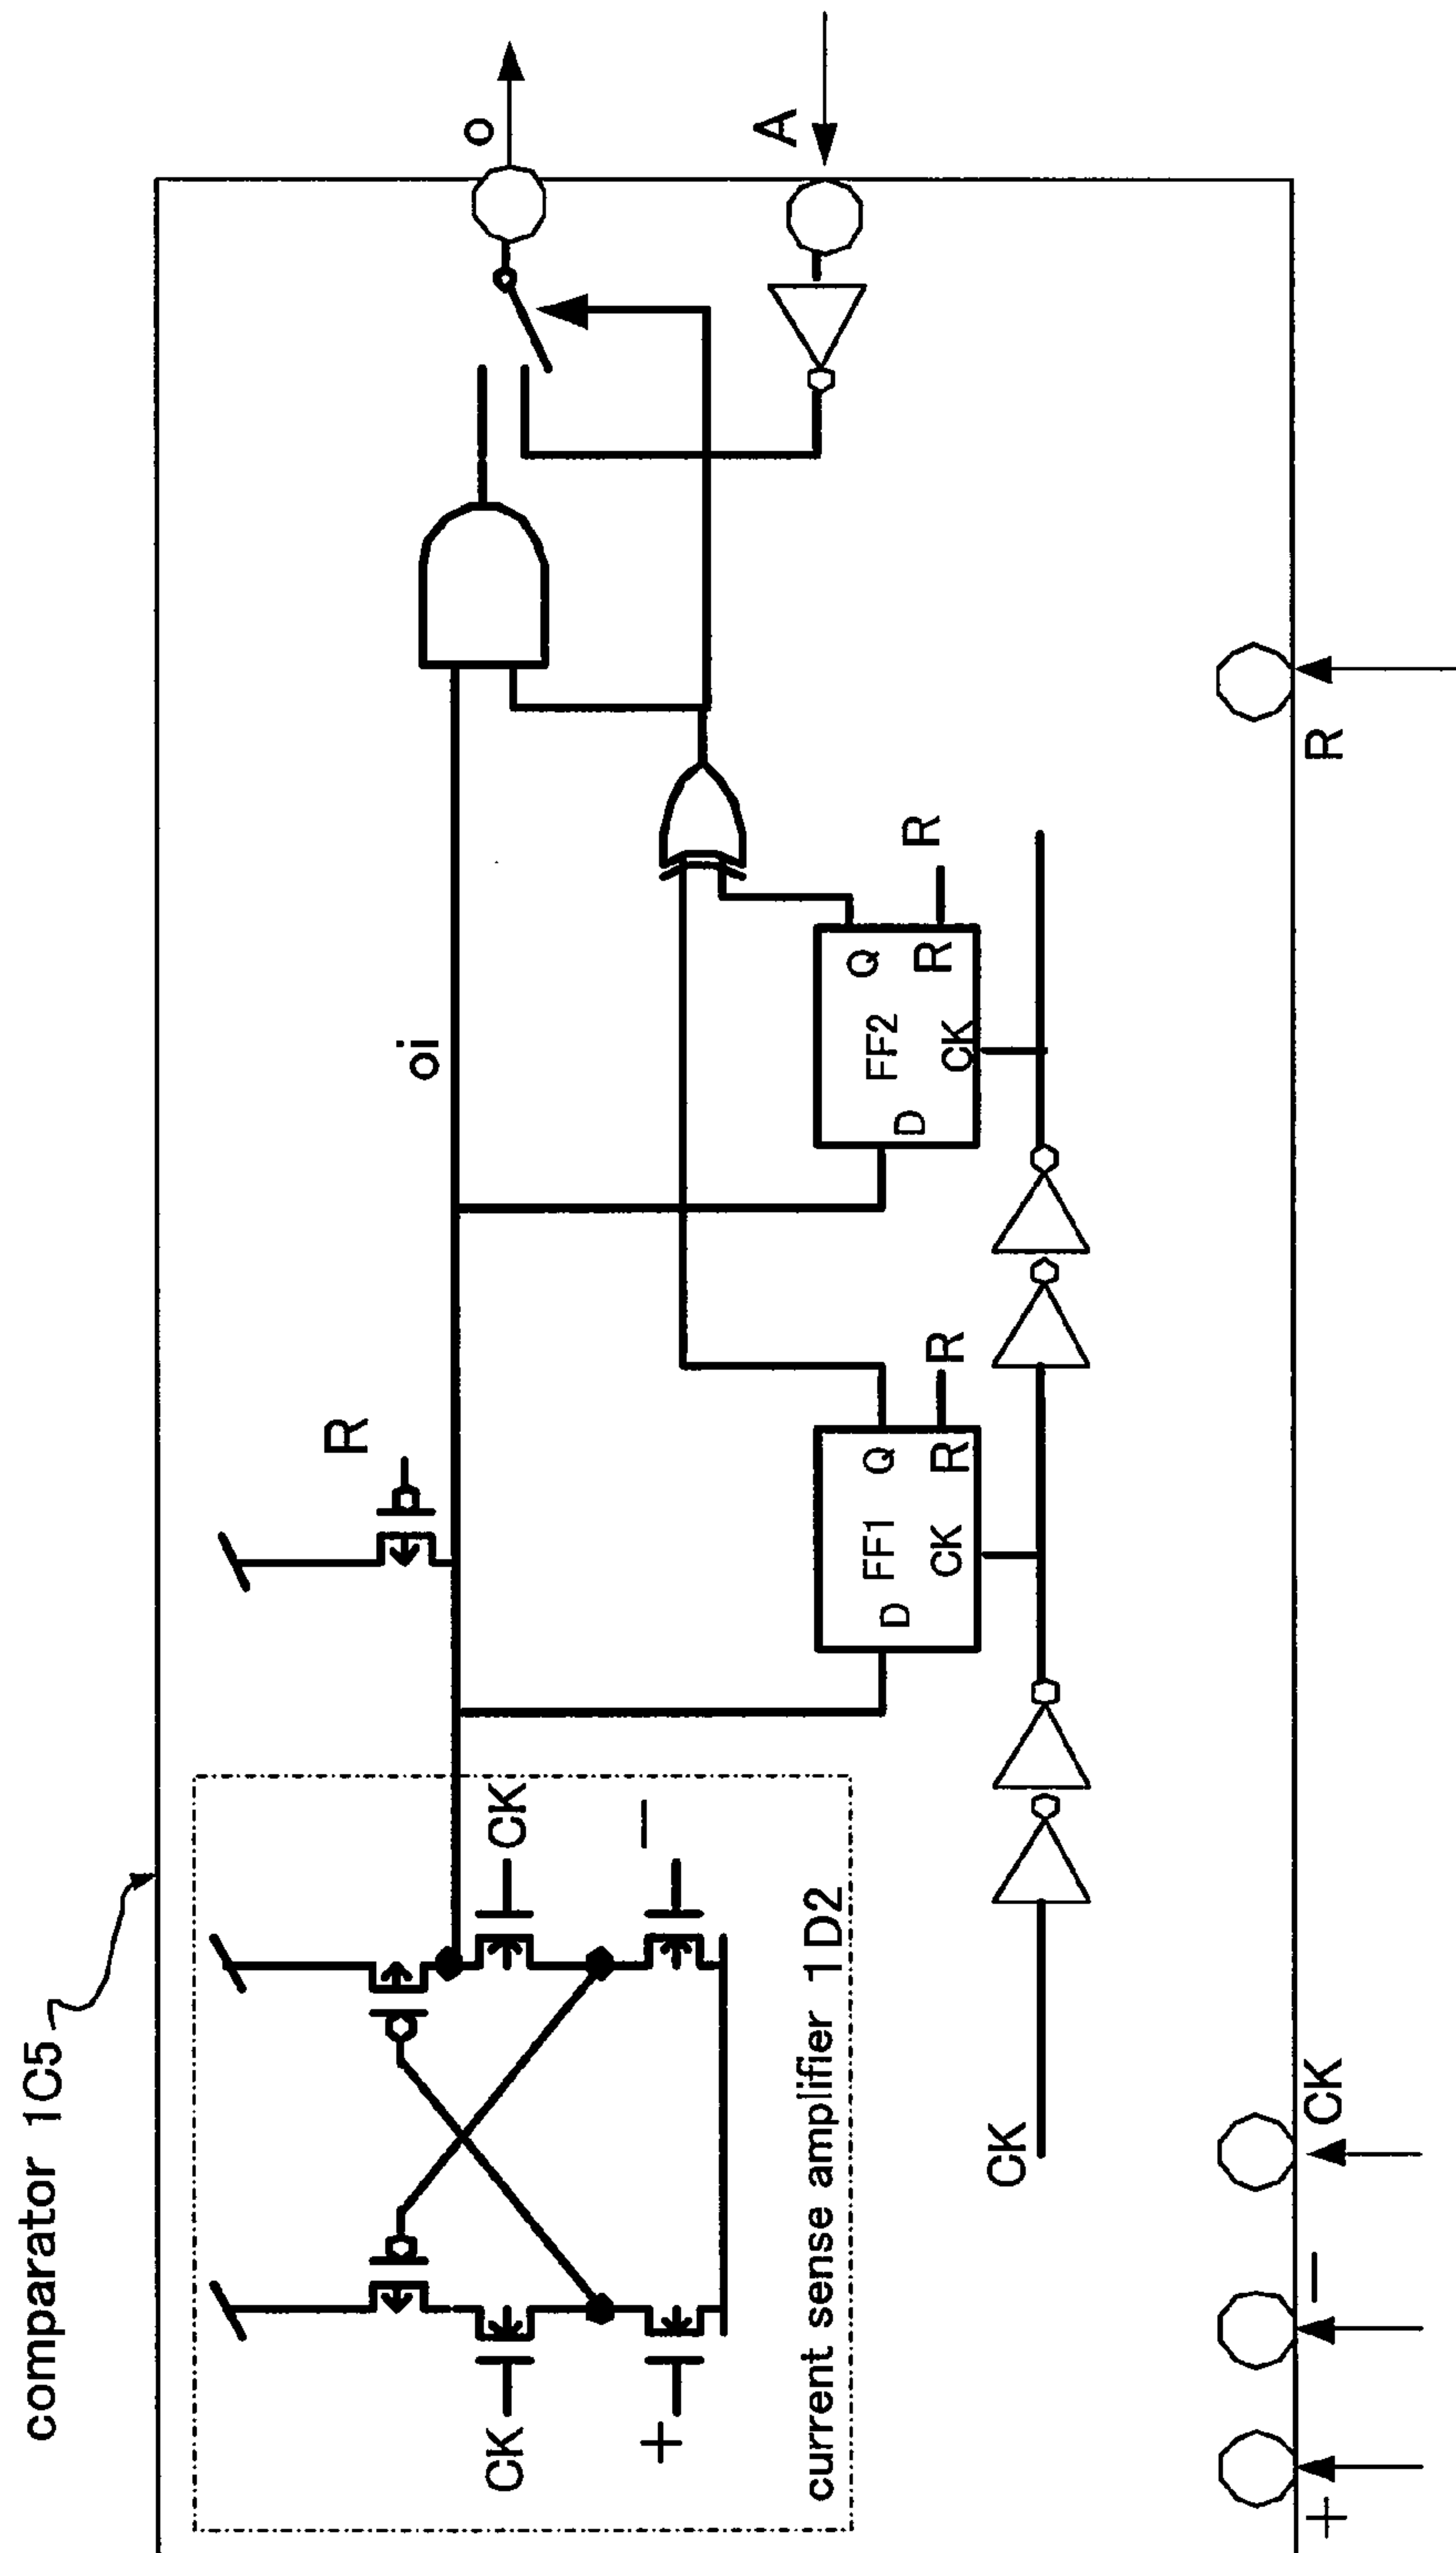 comparator 1C5
CK
+
CK
—
current sense amplifier 1D2
R
oi
D
FF1
Q
CK
R
R
D
FF2
Q
CK
R
R
CK
o
A
+
—
CK
R